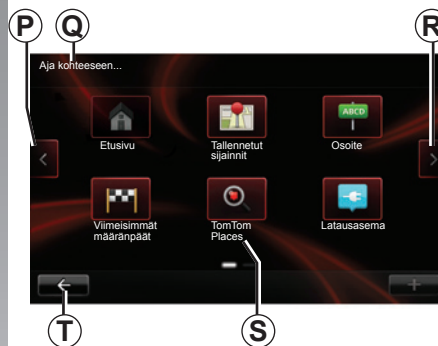 P
Q
R
Aja kohteeseen...
ABCD
Etusivu
Tallennetut
sijainnit
Osoite
Viimeisimmät
määränpäät
TomTom
Places
Latausasema
T
S